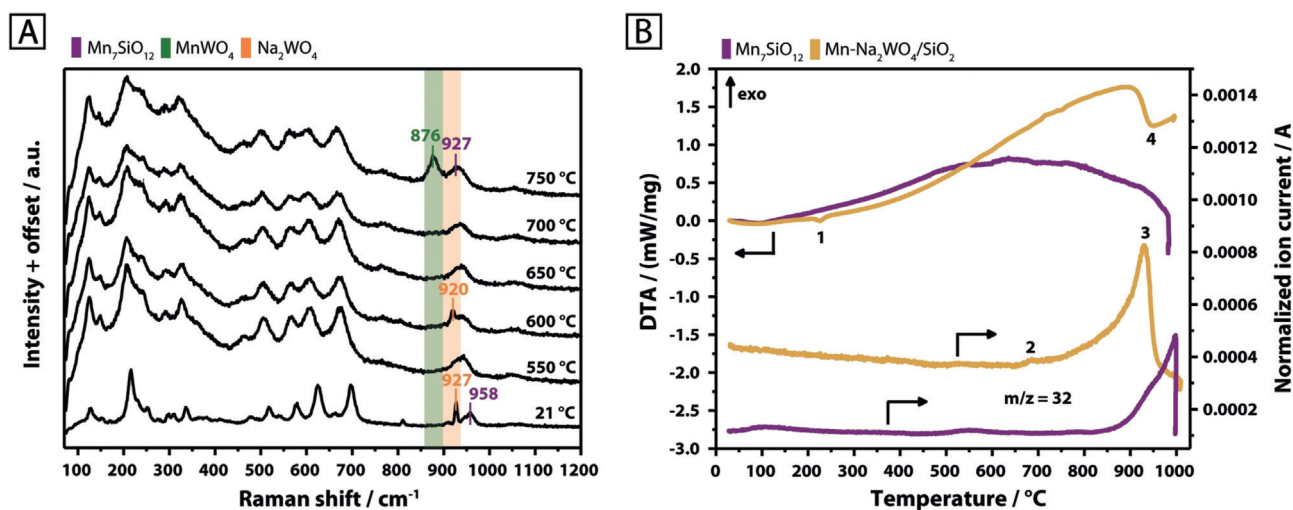 A
Mn₇SiO₁₂ MnWO₄ Na₂WO₄
Intensity + offset / a.u.
876 927
750 °C
700 °C
650 °C
920
600 °C
550 °C
927
958
21 °C
100 200 300 400 500 600 700 800 900 1000 1100 1200
Raman shift / cm⁻¹
B
Mn₇SiO₁₂ Mn-Na₂WO₄/SiO₂
DTA / (mW/mg)
2.0
1.5
1.0
0.5
0.0
-0.5
-1.0
-1.5
-2.0
-2.5
-3.0
exo
1
2
3
4
m/z = 32
0.0014
0.0012
0.0010
0.0008
0.0006
0.0004
0.0002
Normalized ion current / A
0 100 200 300 400 500 600 700 800 900 1000
Temperature / °C